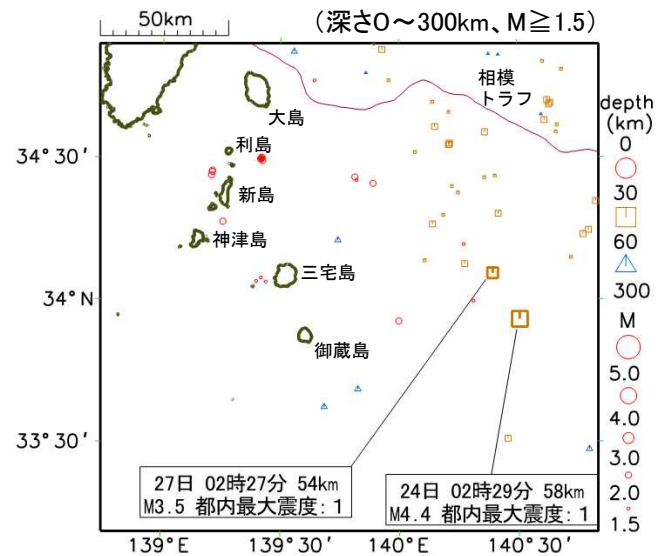 50km
(深さ0～300km、M≧1.5)
相模
トラフ
大島
利島
新島
神津島
三宅島
御蔵島
34°30′
34°N
33°30′
139°E
139°30′
140°E
140°30′
27日 02時27分 54km
M3.5 都内最大震度: 1
24日 02時29分 58km
M4.4 都内最大震度: 1
depth
(km)
0
30
60
300
M
5.0
4.0
3.0
2.0
1.5